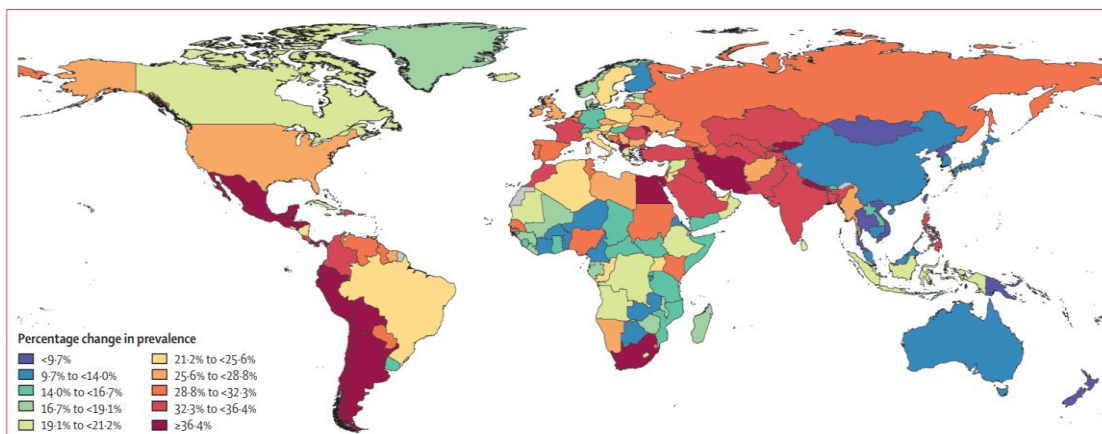 Percentage change in prevalence
<9·7%
9·7% to <14·0%
14·0% to <16·7%
16·7% to <19·1%
19·1% to <21·2%
21·2% to <25·6%
25·6% to <28·8%
28·8% to <32·3%
32·3% to <36·4%
≥36·4%